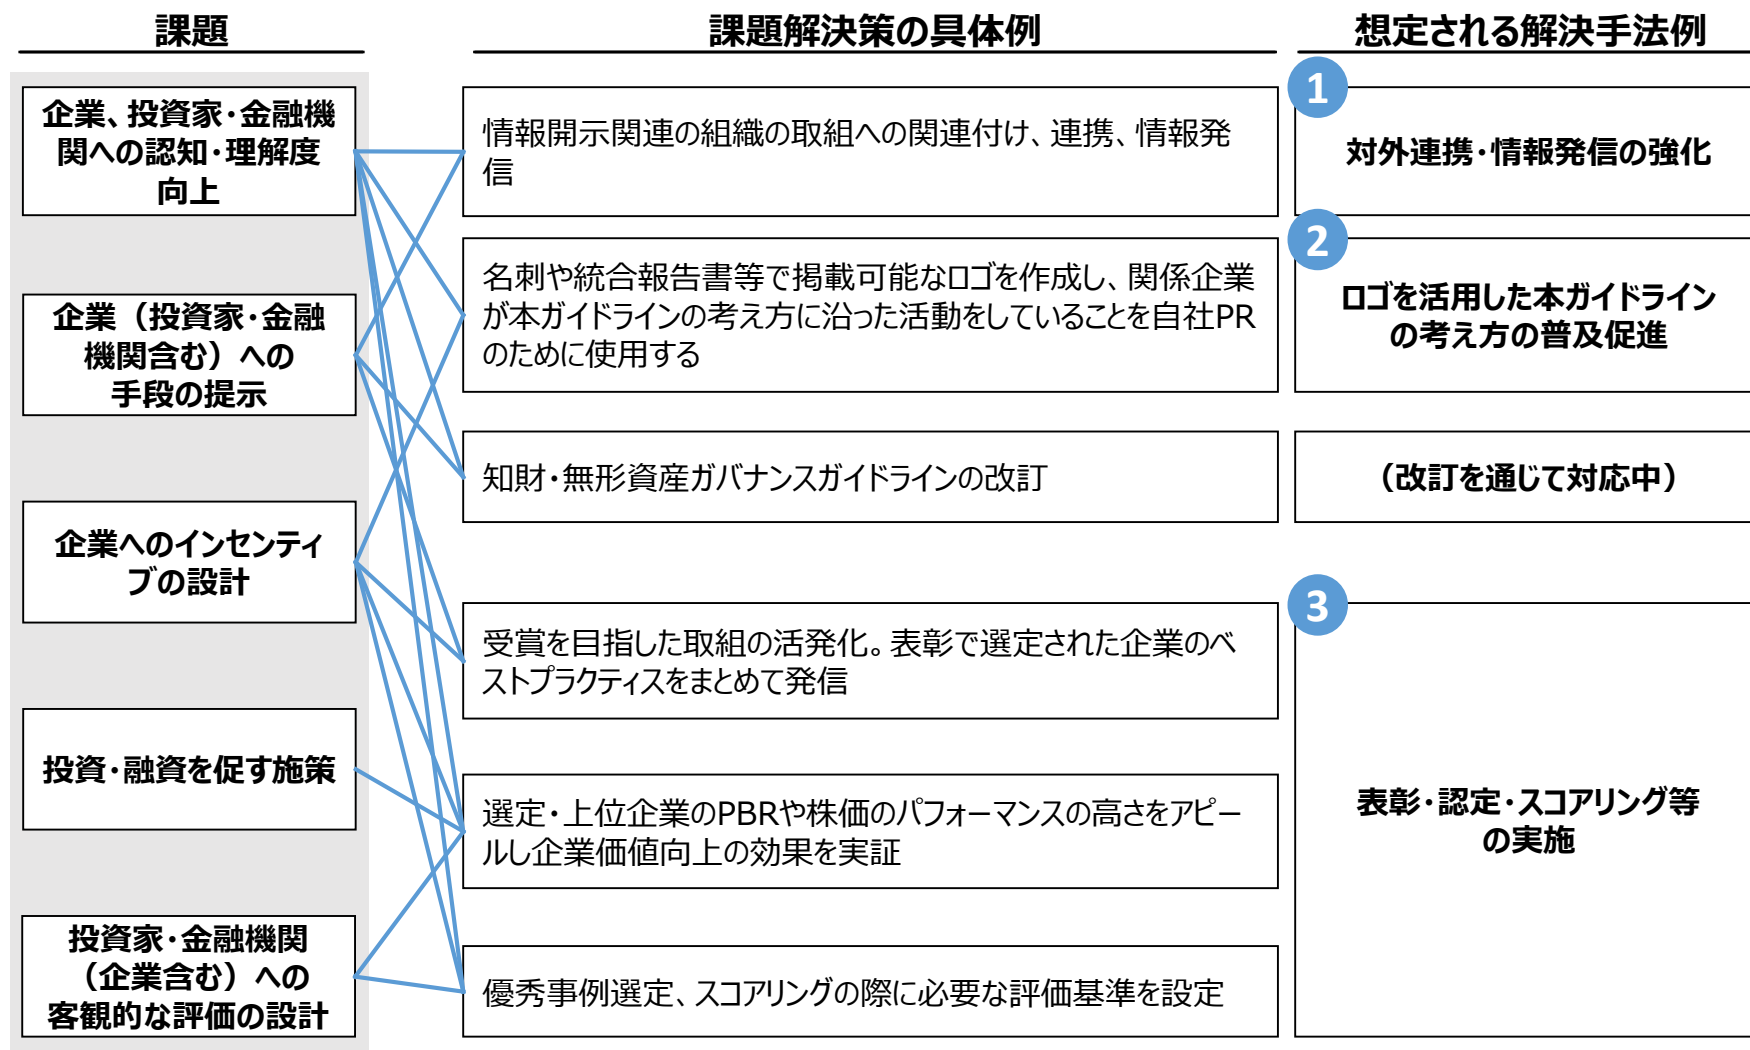 課題
課題解決策の具体例
想定される解決手法例
企業、投資家・金融機
関への認知・理解度
向上
企業（投資家・金融
機関含む）への
手段の提示
企業へのインセンティ
ブの設計
投資・融資を促す施策
投資家・金融機関
（企業含む）への
客観的な評価の設計
情報開示関連の組織の取組への関連付け、連携、情報発
信
名刺や統合報告書等で掲載可能なロゴを作成し、関係企業
が本ガイドラインの考え方に沿った活動をしていることを自社PR
のために使用する
知財・無形資産ガバナンスガイドラインの改訂
受賞を目指した取組の活発化。表彰で選定された企業のベ
ストプラクティスをまとめて発信
選定・上位企業のPBRや株価のパフォーマンスの高さをアピー
ルし企業価値向上の効果を実証
優秀事例選定、スコアリングの際に必要な評価基準を設定
1
対外連携・情報発信の強化
2
ロゴを活用した本ガイドライン
の考え方の普及促進
（改訂を通じて対応中）
3
表彰・認定・スコアリング等
の実施